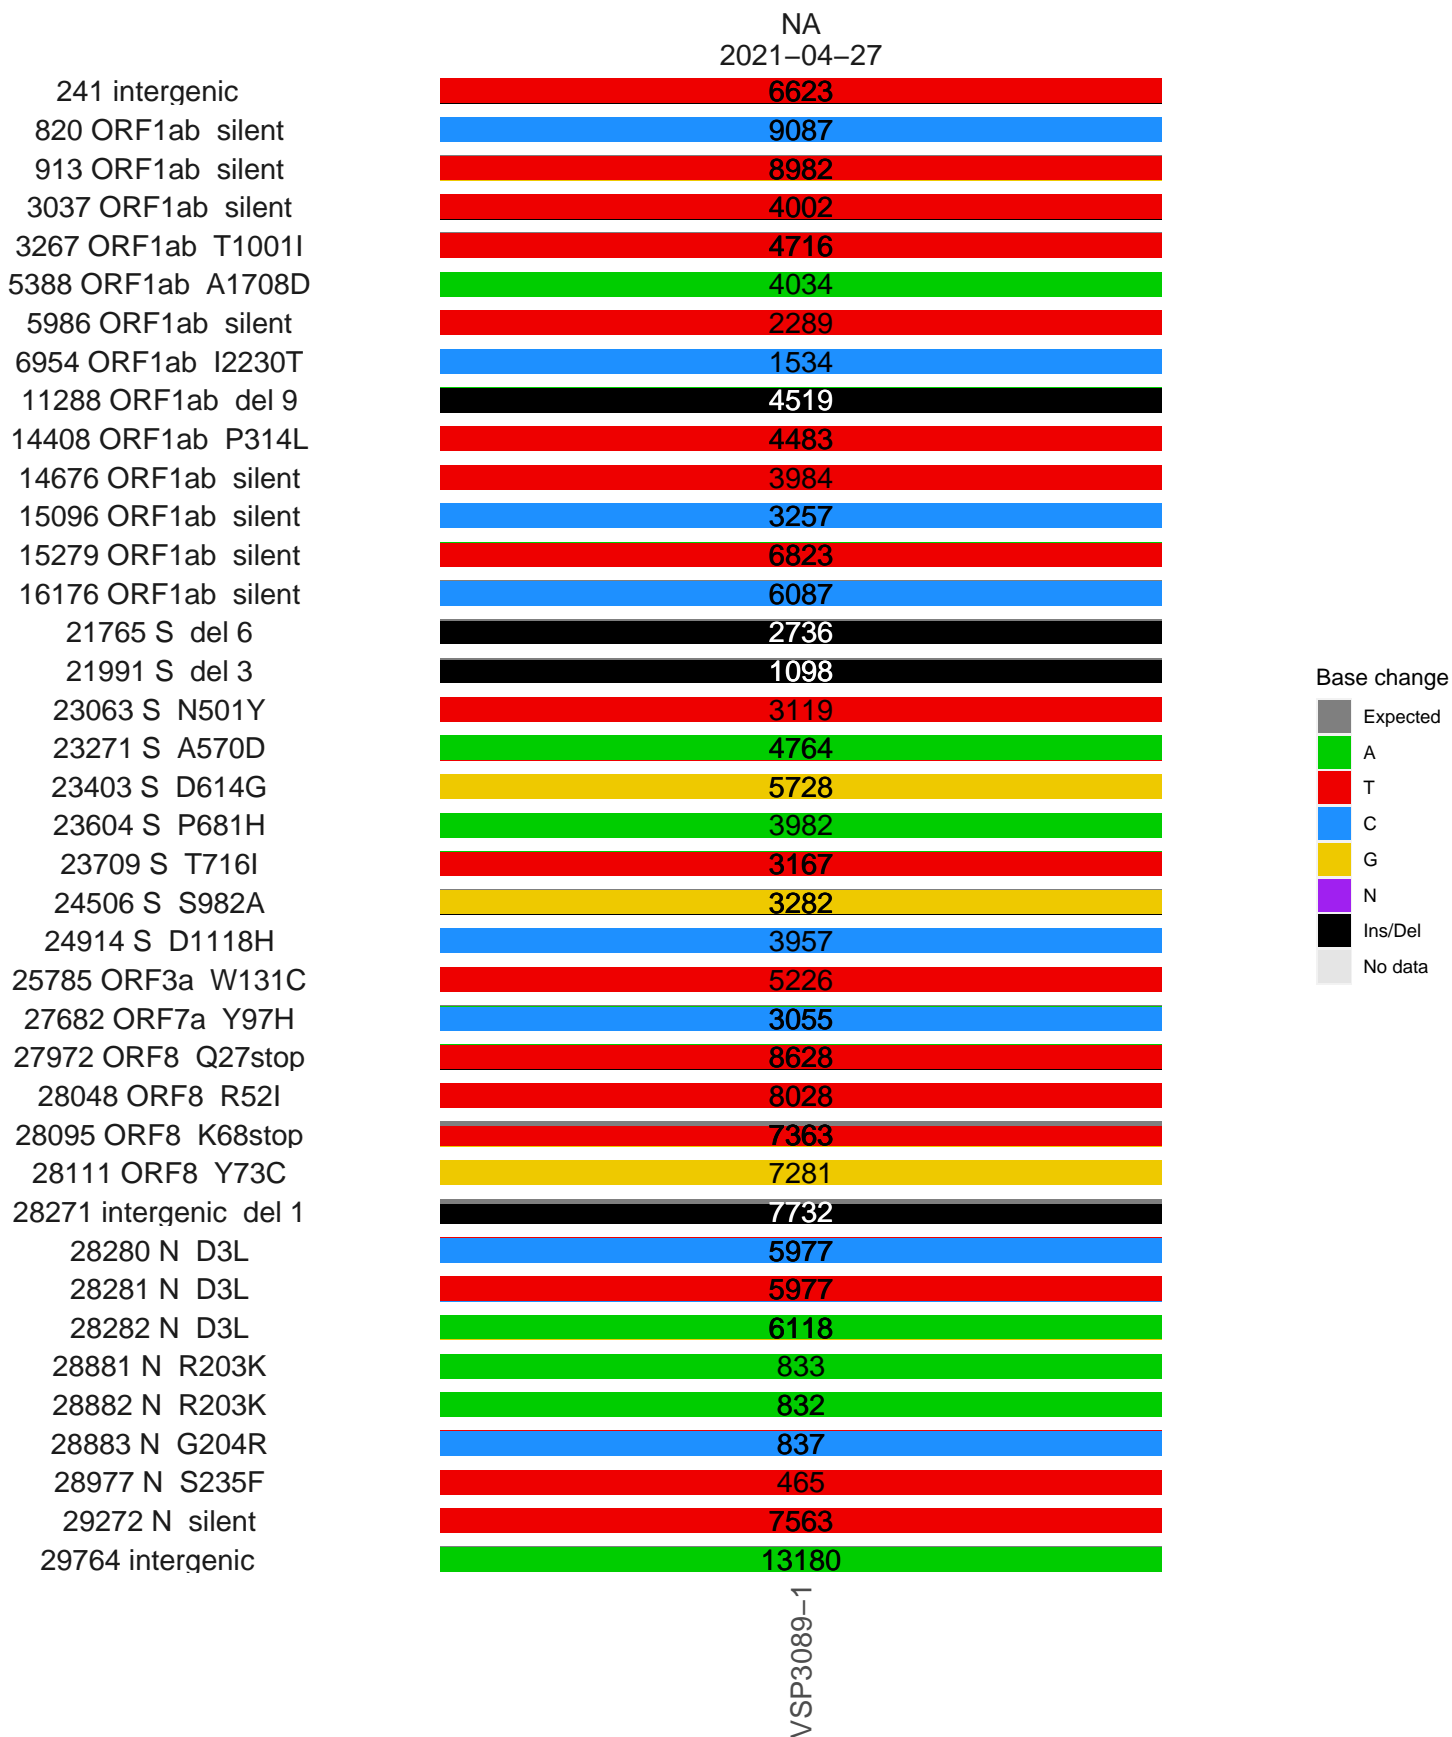 NA
2021−04−27
241 intergenic 6623
820 ORF1ab silent 9087
913 ORF1ab silent 8982
3037 ORF1ab silent 4002
3267 ORF1ab T1001I 4716
5388 ORF1ab A1708D 4034
5986 ORF1ab silent 2289
6954 ORF1ab I2230T 1534
11288 ORF1ab del 9 4519
14408 ORF1ab P314L 4483
14676 ORF1ab silent 3984
15096 ORF1ab silent 3257
15279 ORF1ab silent 6823
16176 ORF1ab silent 6087
21765 S del 6 2736
21991 S del 3 1098
23063 S N501Y 3119
23271 S A570D 4764
23403 S D614G 5728
23604 S P681H 3982
23709 S T716I 3167
24506 S S982A 3282
24914 S D1118H 3957
25785 ORF3a W131C 5226
27682 ORF7a Y97H 3055
27972 ORF8 Q27stop 8628
28048 ORF8 R52I 8028
28095 ORF8 K68stop 7363
28111 ORF8 Y73C 7281
28271 intergenic del 1 7732
28280 N D3L 5977
28281 N D3L 5977
28282 N D3L 6118
28881 N R203K 833
28882 N R203K 832
28883 N G204R 837
28977 N S235F 465
29272 N silent 7563
29764 intergenic 13180
VSP3089−1
Base change
Expected
A
T
C
G
N
Ins/Del
No data